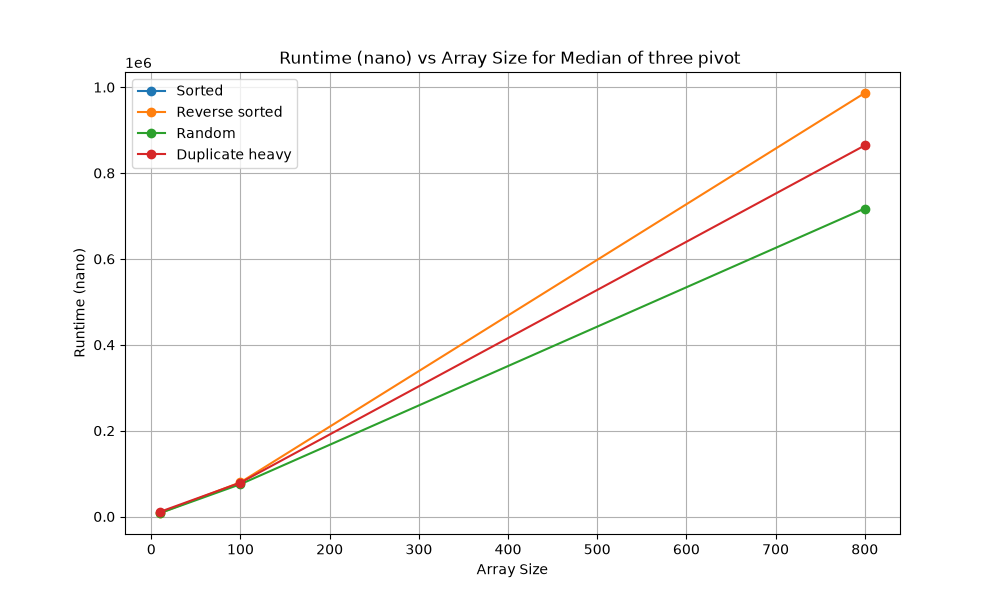 Runtime (nano) vs Array Size for Median of three pivot
1e6
Sorted
Reverse sorted
Random
Duplicate heavy
1.0
0.8
0.6
0.4
0.2
0.0
Runtime (nano)
0 100 200 300 400 500 600 700 800
Array Size